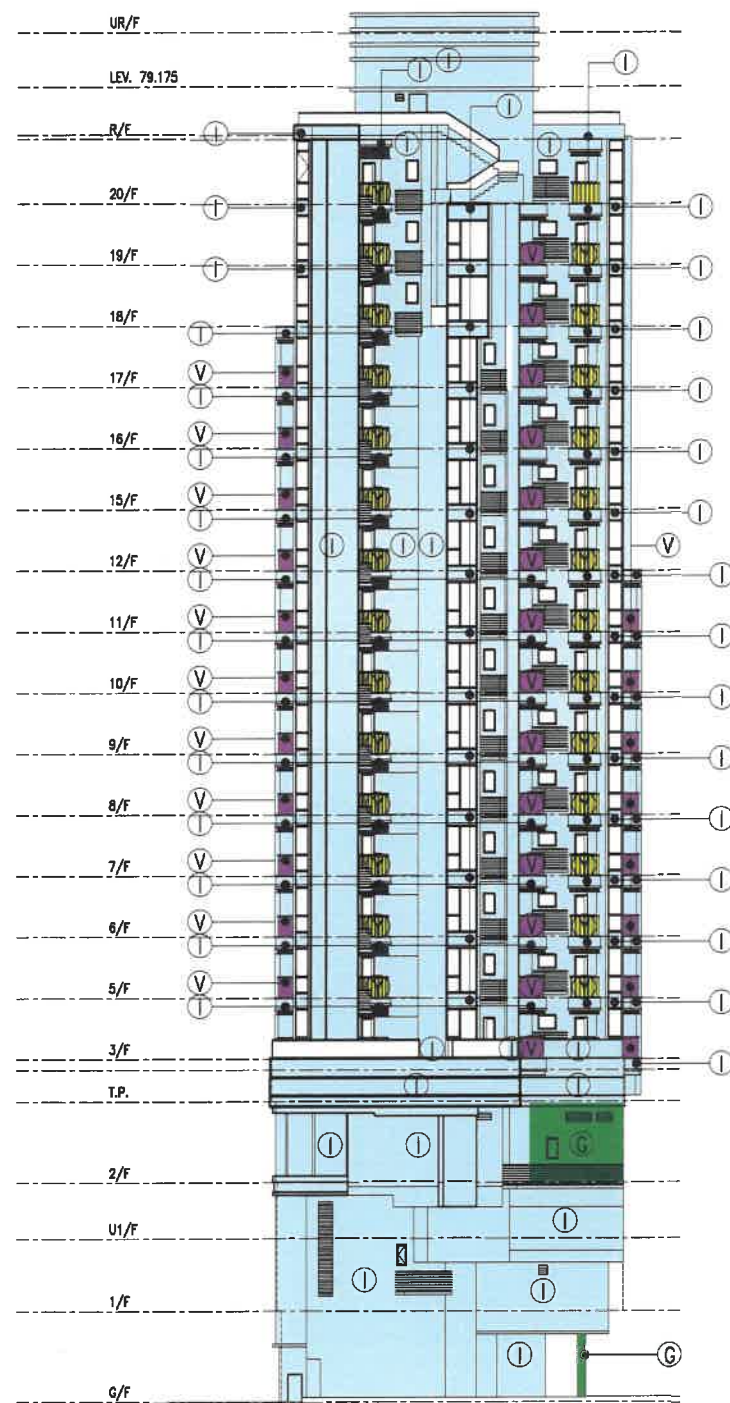 UR/F
I I
LEV. 79.175
I I
R/F I I I
20/F I I
19/F I I
18/F I I
V
17/F I I
V
16/F I I
V
15/F I I
V I I I V
12/F I I
V
11/F I I
V
10/F I I
V
9/F I I
V
8/F I I
V
7/F I I
V
6/F I I
V
5/F I I
3/F I I I V I
T.P. I I
I I G
2/F
U1/F I
I I
1/F
I G
G/F